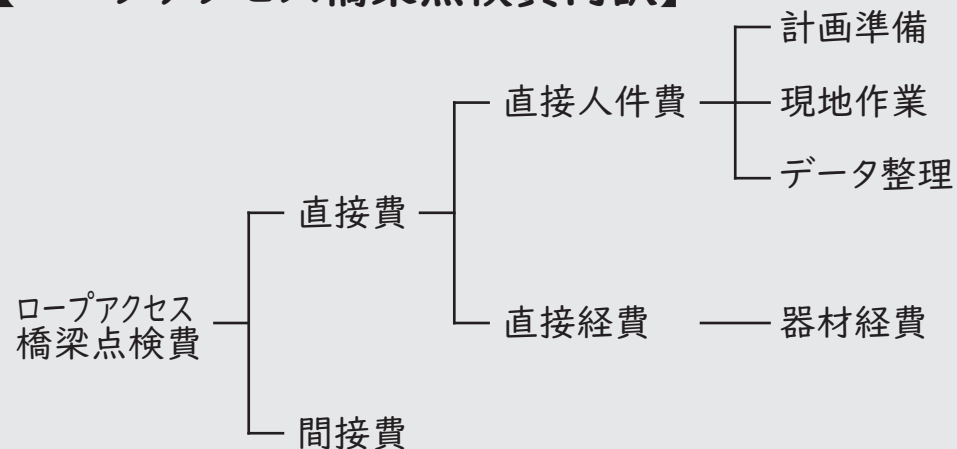 計画準備
直接人件費
現地作業
データ整理
直接費
ロープアクセス
橋梁点検費
直接経費
器材経費
間接費